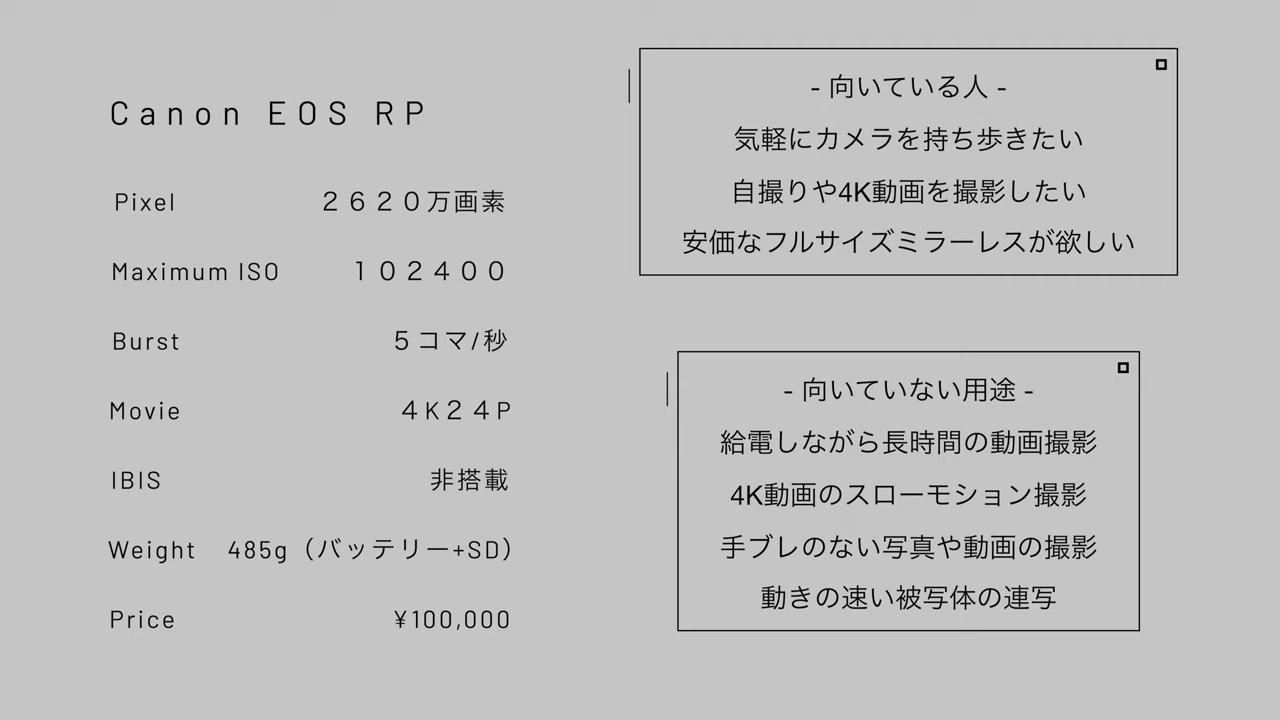 Canon EOS RP
Pixel ２６２０万画素
Maximum ISO １０２４００
Burst ５コマ/秒
Movie ４K２４P
IBIS 非搭載
Weight 485g（バッテリー+SD）
Price ¥100,000
- 向いている人 -
気軽にカメラを持ち歩きたい
自撮りや4K動画を撮影したい
安価なフルサイズミラーレスが欲しい
- 向いていない用途 -
給電しながら長時間の動画撮影
4K動画のスローモション撮影
手ブレのない写真や動画の撮影
動きの速い被写体の連写